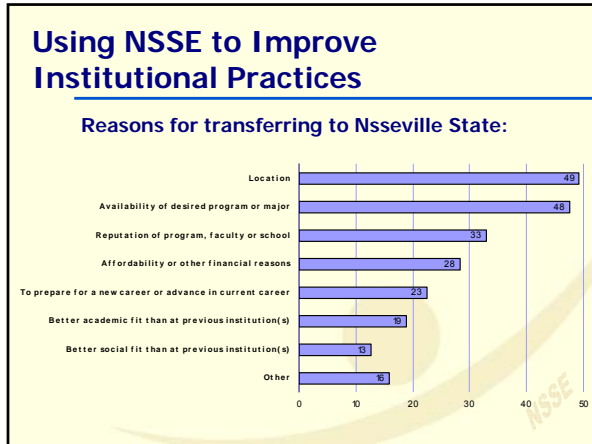 Using NSSE to Improve
Institutional Practices
Reasons for transferring to Nsseville State:
Location 49
Availability of desired program or major 48
Reputation of program, faculty or school 33
Affordability or other financial reasons 28
To prepare for a new career or advance in current career 23
Better academic fit than at previous institution(s) 19
Better social fit than at previous institution(s) 13
Other 16
0 10 20 30 40 50
NSSE